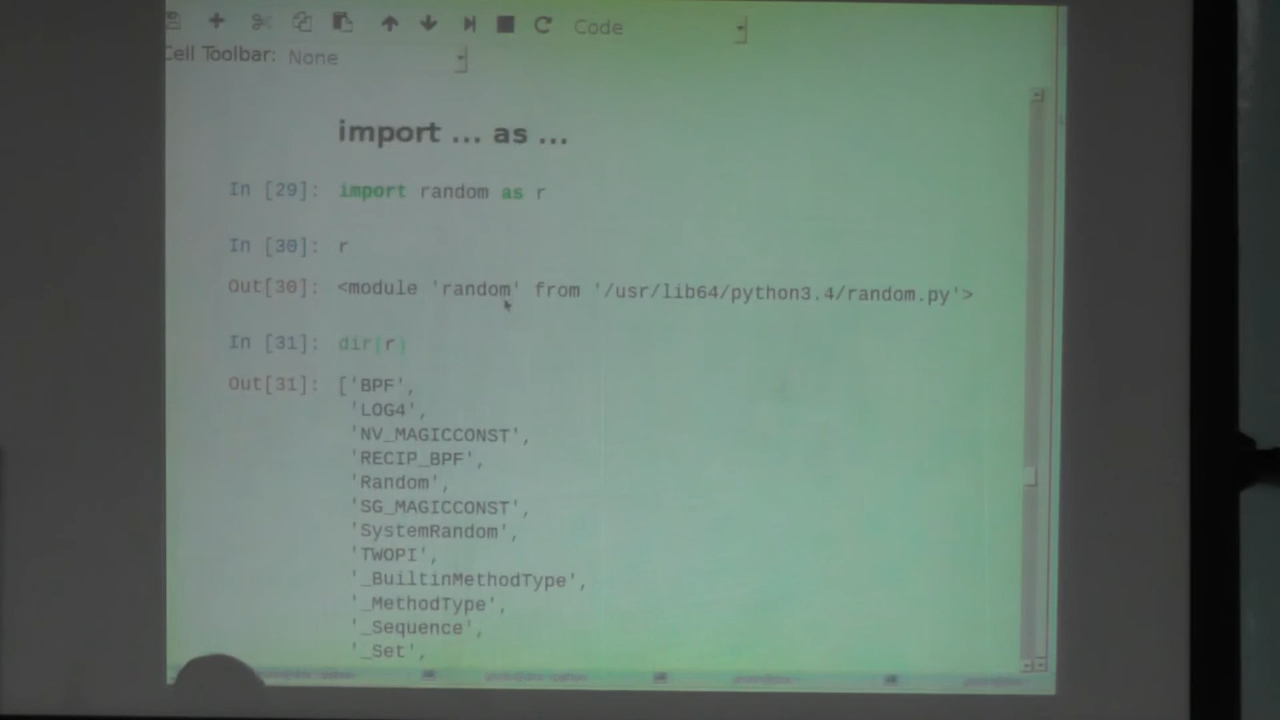 Code
Cell Toolbar: None
import ... as ...
In [29]: import random as r
In [30]: r
Out[30]: <module 'random' from '/usr/lib64/python3.4/random.py'>
In [31]: dir(r)
Out[31]: ['BPF',
'LOG4',
'NV_MAGICCONST',
'RECIP_BPF',
'Random',
'SG_MAGICCONST',
'SystemRandom',
'TWOPI',
'_BuiltinMethodType',
'_MethodType',
'_Sequence',
'_Set',